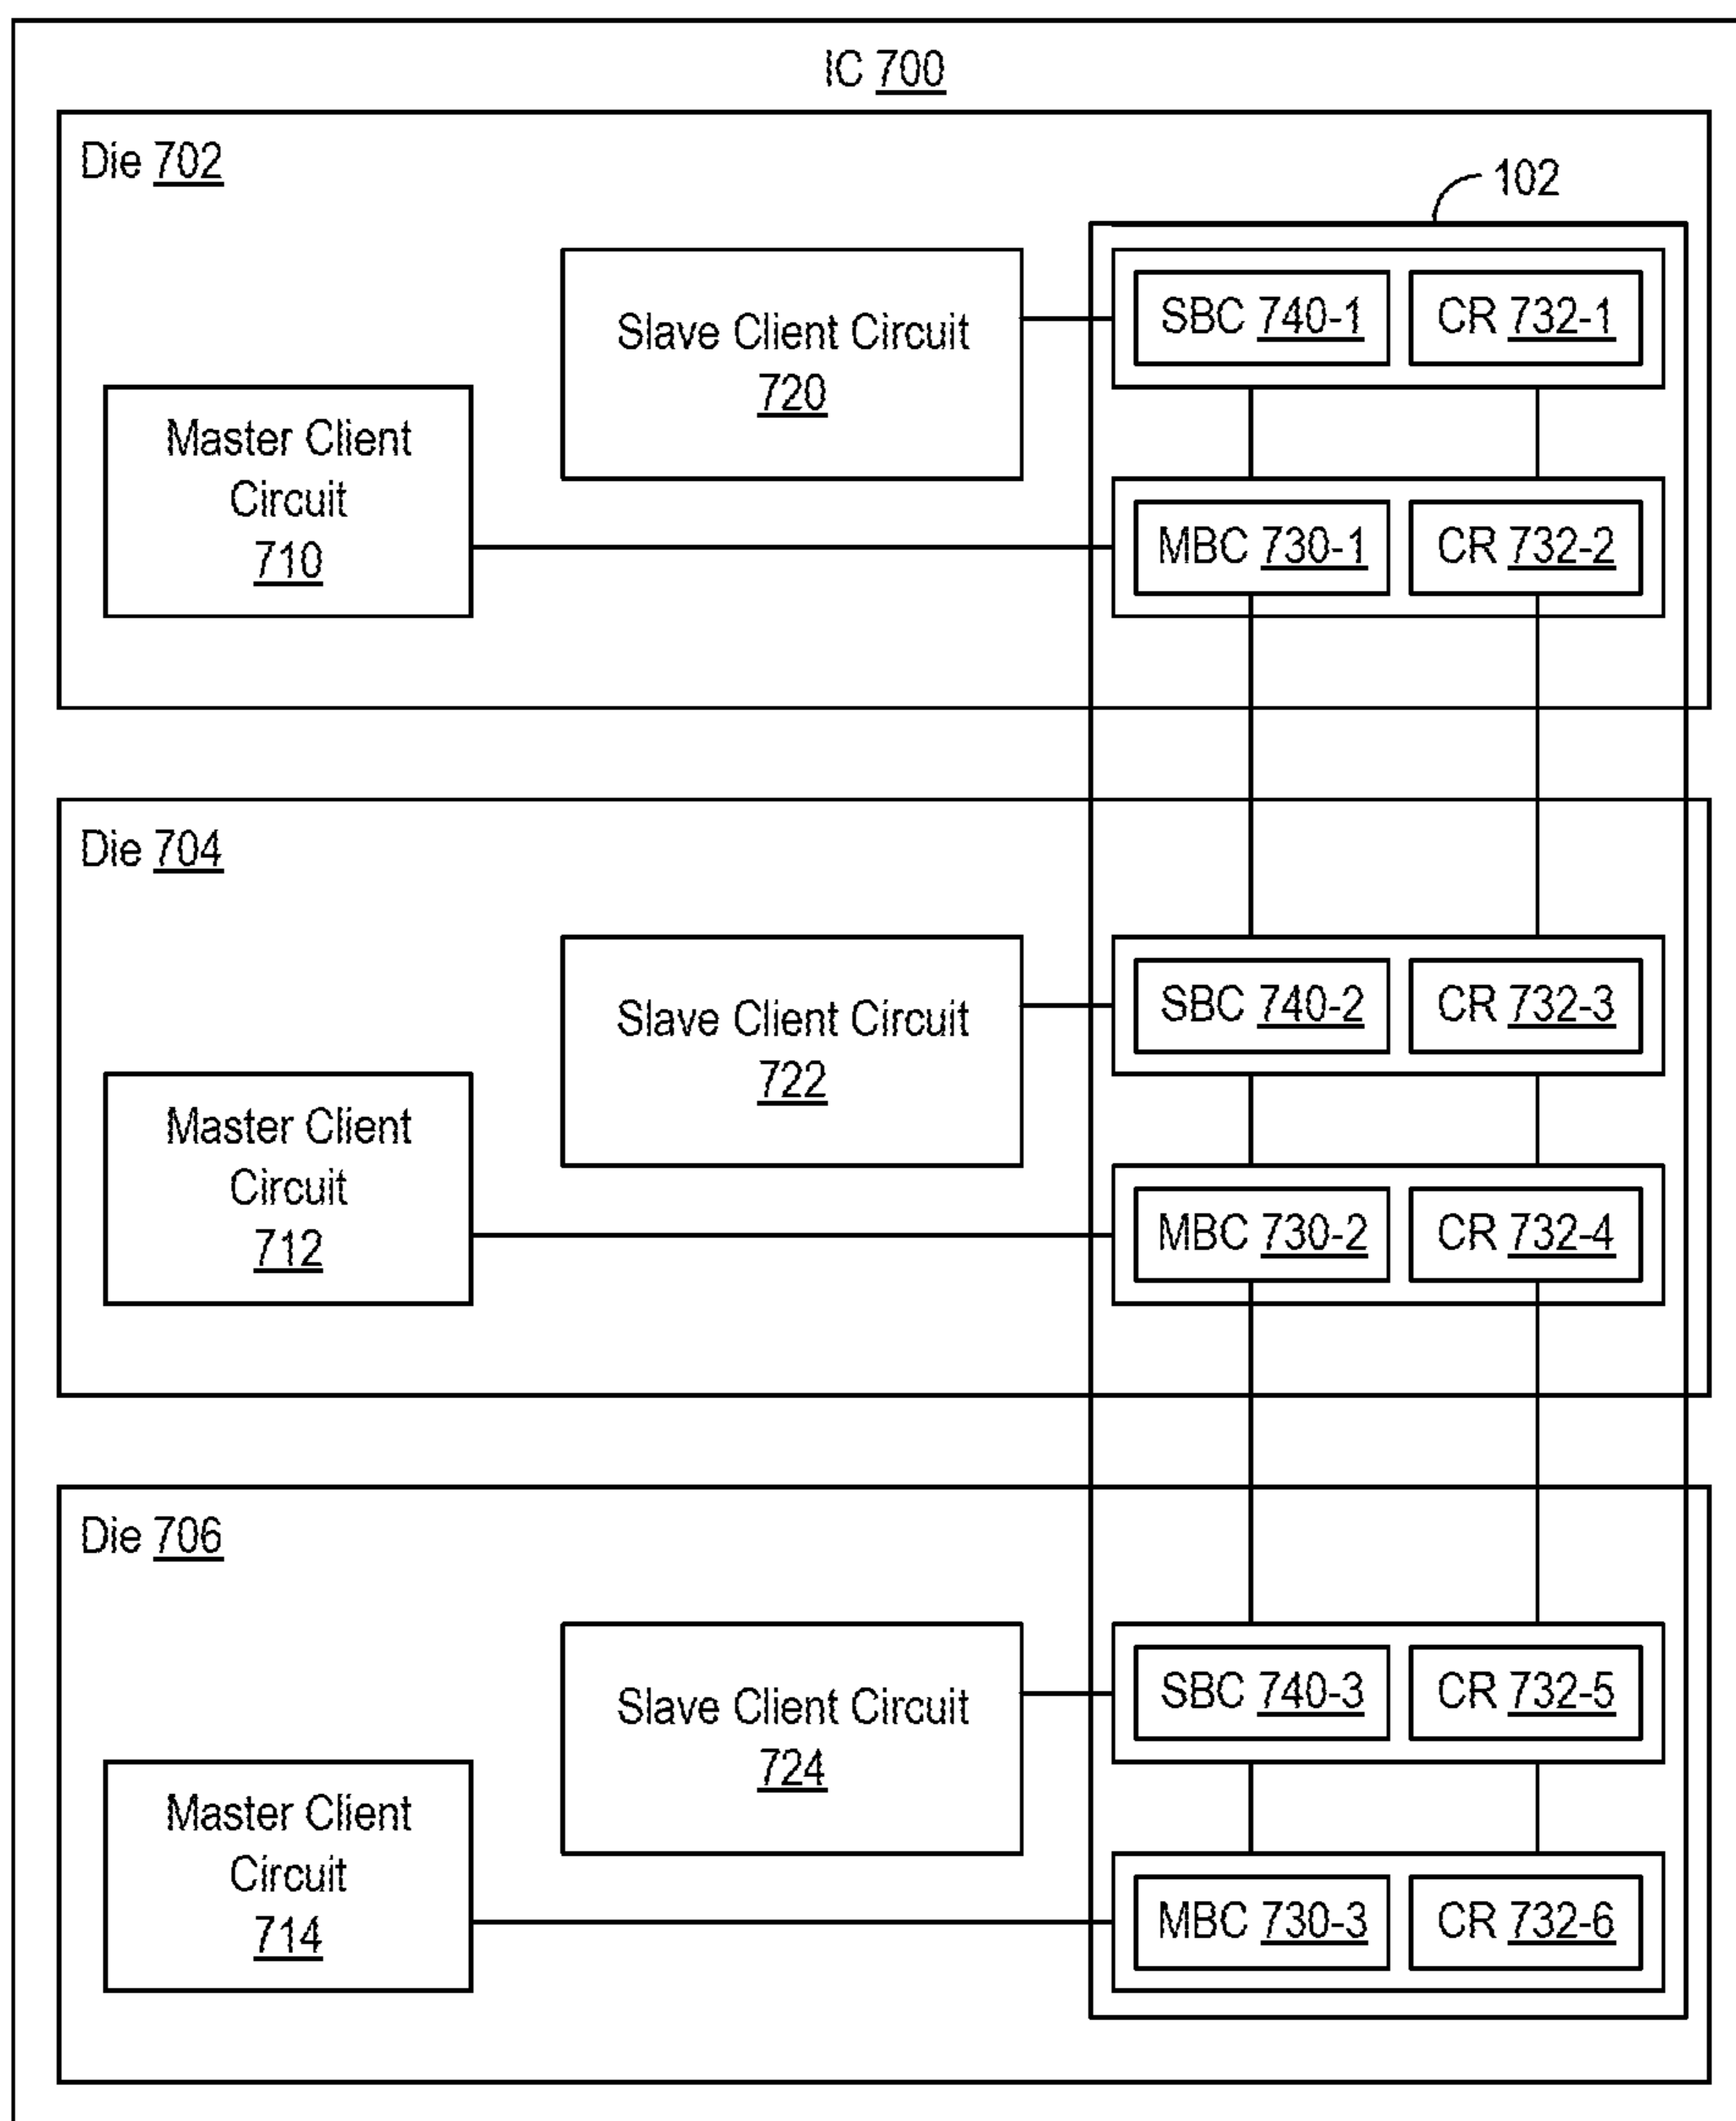 IC 700
Die 702
102
Slave Client Circuit
720
SBC 740-1
CR 732-1
Master Client
Circuit
710
MBC 730-1
CR 732-2
Die 704
Slave Client Circuit
722
SBC 740-2
CR 732-3
Master Client
Circuit
712
MBC 730-2
CR 732-4
Die 706
Slave Client Circuit
724
SBC 740-3
CR 732-5
Master Client
Circuit
714
MBC 730-3
CR 732-6